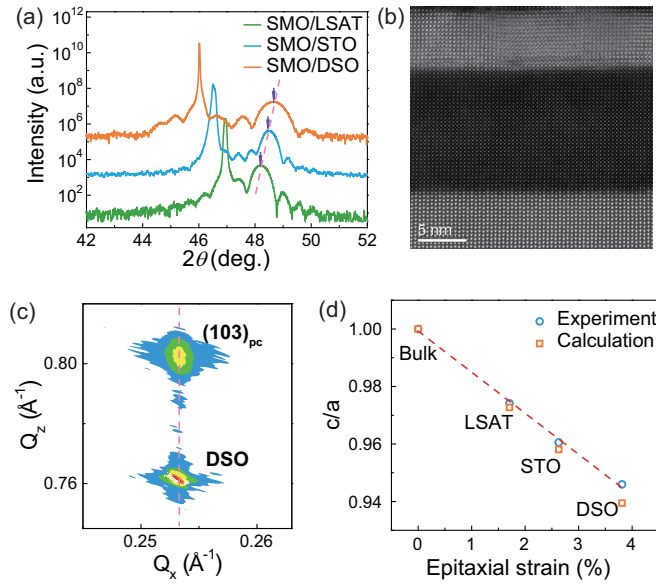 (a)
SMO/LSAT
SMO/STO
SMO/DSO
10¹²
10¹⁰
10⁸
10⁶
10⁴
10²
Intensity (a.u.)
42 44 46 48 50 52
2θ (deg.)
(b)
5 nm
(c)
(103)pc
DSO
0.80
0.76
Qz (Å⁻¹)
0.25 0.26
Qx (Å⁻¹)
(d)
Experiment
Calculation
Bulk
LSAT
STO
DSO
1.00
0.98
0.96
0.94
c/a
0 1 2 3 4
Epitaxial strain (%)